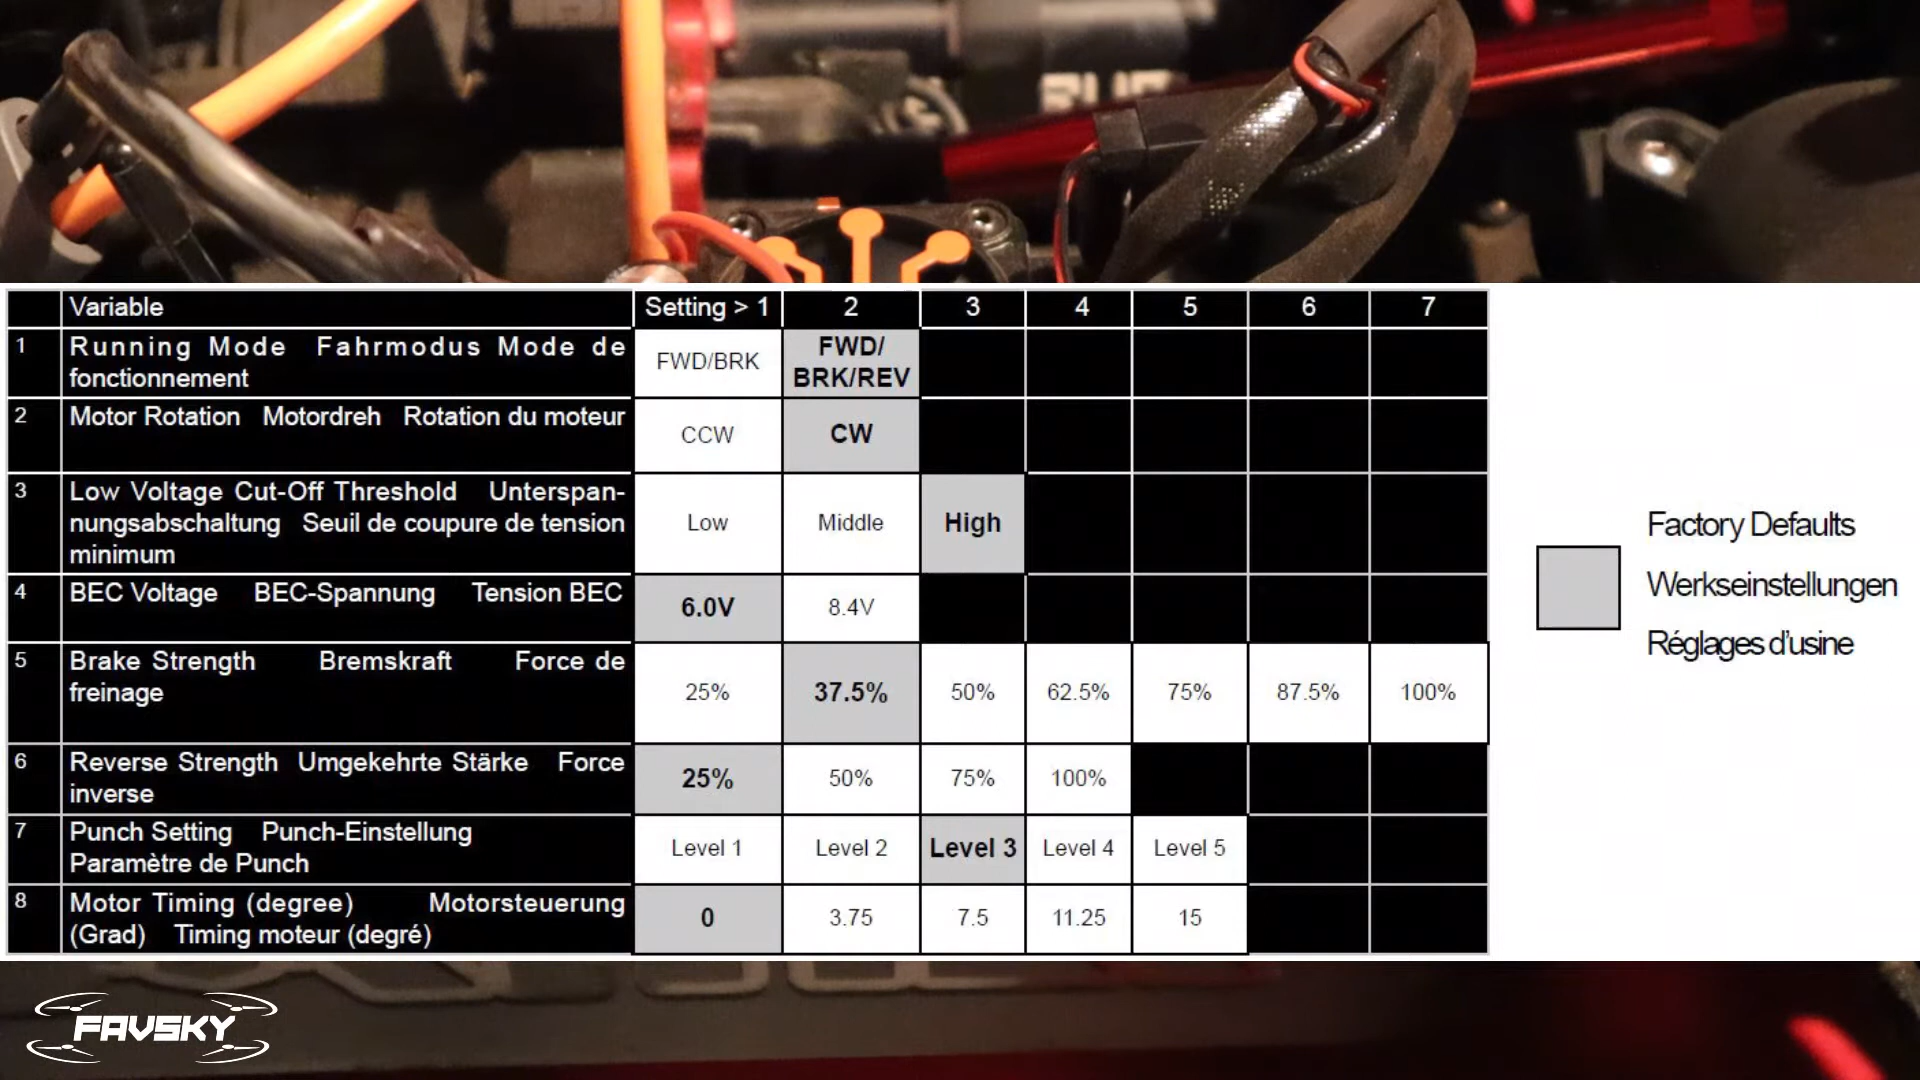 Variable Setting > 1 2 3 4 5 6 7
1 Running Mode Fahrmodus Mode de
fonctionnement
FWD/BRK
FWD/
BRK/REV
2 Motor Rotation Motordreh Rotation du moteur
CCW CW
3 Low Voltage Cut-Off Threshold Unterspan-
nungsabschaltung Seuil de coupure de tension
minimum
Low Middle High
4 BEC Voltage BEC-Spannung Tension BEC
6.0V 8.4V
5 Brake Strength Bremskraft Force de
freinage
25% 37.5% 50% 62.5% 75% 87.5% 100%
6 Reverse Strength Umgekehrte Stärke Force
inverse
25% 50% 75% 100%
7 Punch Setting Punch-Einstellung
Paramètre de Punch
Level 1 Level 2 Level 3 Level 4 Level 5
8 Motor Timing (degree) Motorsteuerung
(Grad) Timing moteur (degré)
0 3.75 7.5 11.25 15
Factory Defaults
Werkseinstellungen
Réglages d'usine
FAVSKY